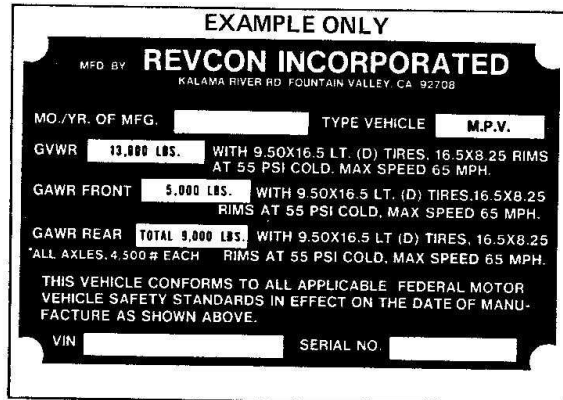 EXAMPLE ONLY
MFD BY REVCON INCORPORATED
KALAMA RIVER RD FOUNTAIN VALLEY, CA 92708
MO./YR. OF MFG. TYPE VEHICLE M.P.V.
GVWR 13,000 LBS. WITH 9.50X16.5 LT. (D) TIRES, 16.5X8.25 RIMS
AT 55 PSI COLD, MAX SPEED 65 MPH.
GAWR FRONT 5,000 LBS. WITH 9.50X16.5 LT. (D) TIRES,16.5X8.25
RIMS AT 55 PSI COLD, MAX SPEED 65 MPH.
GAWR REAR TOTAL 9,000 LBS. WITH 9.50X16.5 LT (D) TIRES, 16.5X8.25
*ALL AXLES, 4,500 # EACH RIMS AT 55 PSI COLD, MAX SPEED 65 MPH.
THIS VEHICLE CONFORMS TO ALL APPLICABLE FEDERAL MOTOR
VEHICLE SAFETY STANDARDS IN EFFECT ON THE DATE OF MANU-
FACTURE AS SHOWN ABOVE.
VIN SERIAL NO.